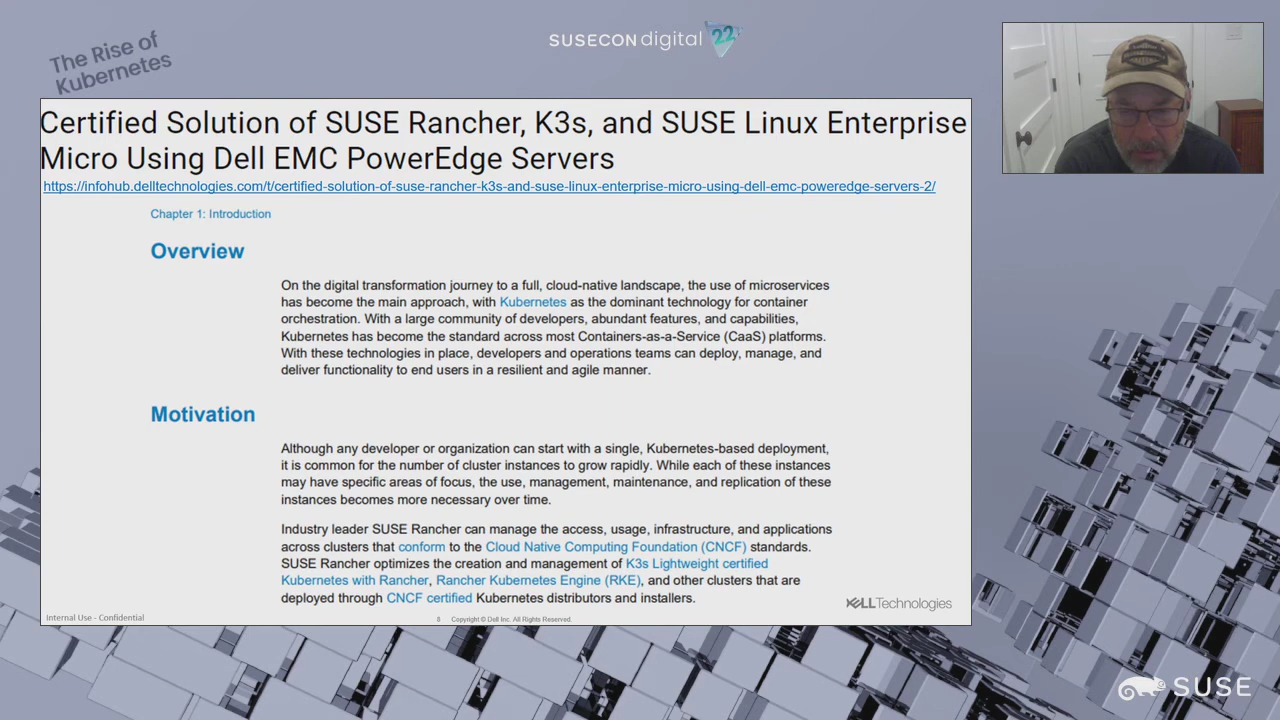 The Rise of
Kubernetes
SUSECON digital 22
Certified Solution of SUSE Rancher, K3s, and SUSE Linux Enterprise
Micro Using Dell EMC PowerEdge Servers
https://infohub.delltechnologies.com/t/certified-solution-of-suse-rancher-k3s-and-suse-linux-enterprise-micro-using-dell-emc-poweredge-servers-2/
Chapter 1: Introduction
Overview
On the digital transformation journey to a full, cloud-native landscape, the use of microservices
has become the main approach, with Kubernetes as the dominant technology for container
orchestration. With a large community of developers, abundant features, and capabilities,
Kubernetes has become the standard across most Containers-as-a-Service (CaaS) platforms.
With these technologies in place, developers and operations teams can deploy, manage, and
deliver functionality to end users in a resilient and agile manner.
Motivation
Although any developer or organization can start with a single, Kubernetes-based deployment,
it is common for the number of cluster instances to grow rapidly. While each of these instances
may have specific areas of focus, the use, management, maintenance, and replication of these
instances becomes more necessary over time.
Industry leader SUSE Rancher can manage the access, usage, infrastructure, and applications
across clusters that conform to the Cloud Native Computing Foundation (CNCF) standards.
SUSE Rancher optimizes the creation and management of K3s Lightweight certified
Kubernetes with Rancher, Rancher Kubernetes Engine (RKE), and other clusters that are
deployed through CNCF certified Kubernetes distributors and installers.
Internal Use - Confidential
8 Copyright © Dell Inc. All Rights Reserved.
DELL Technologies
SUSE